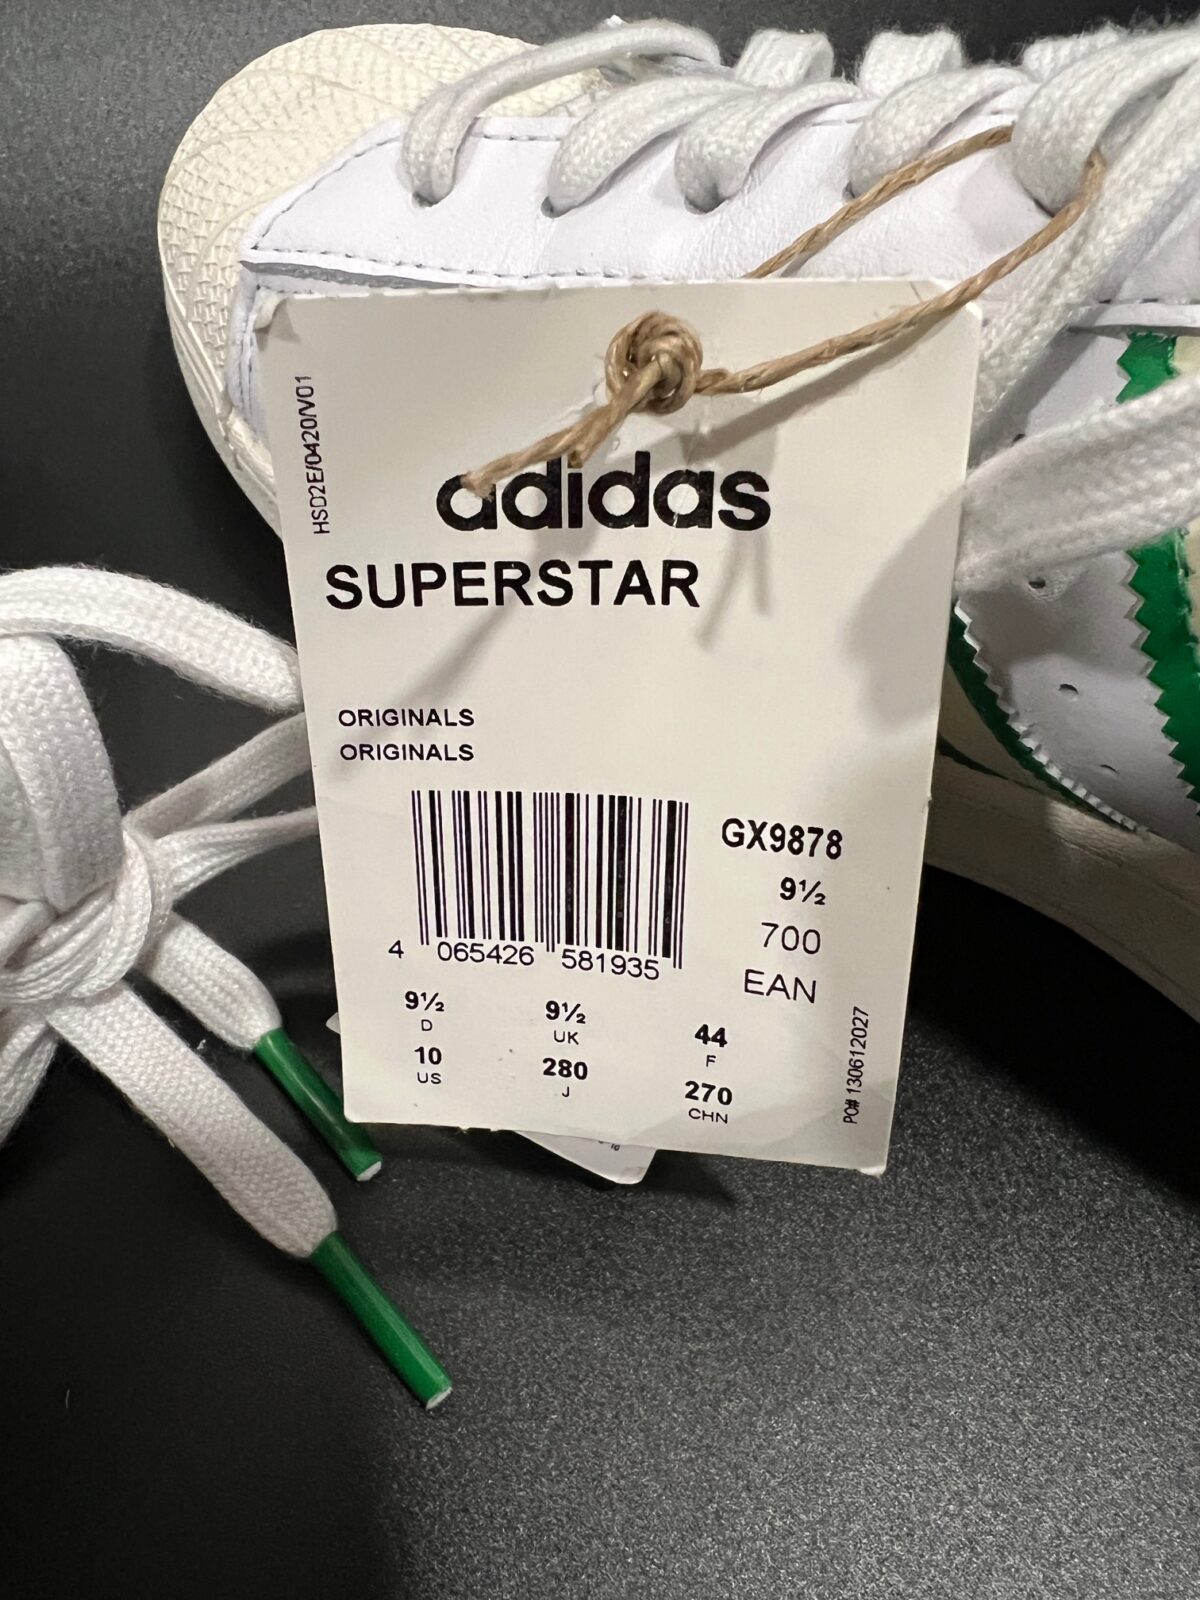 HSD2E/0420/V01
adidas
SUPERSTAR
ORIGINALS
ORIGINALS
GX9878
9½
700
EAN
4 065426 581935
9½ 9½ 44
D UK F
10 280 270
US J CHN
PO# 130612027